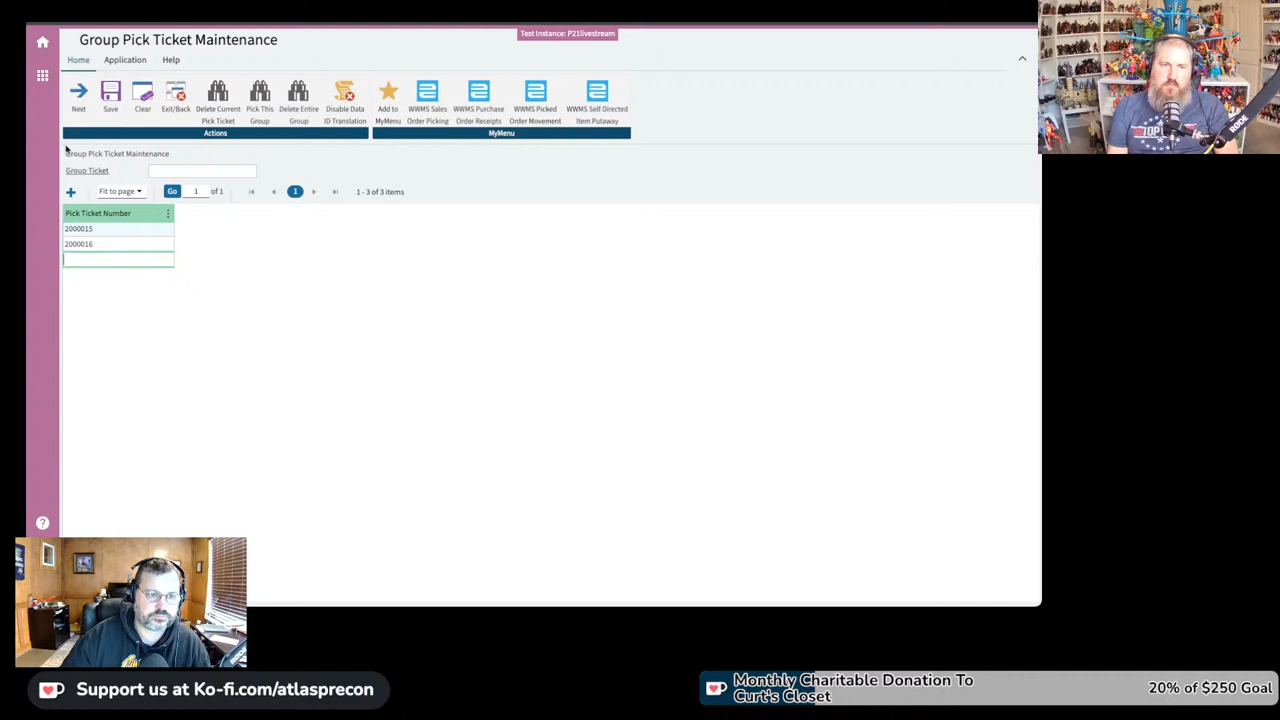 Group Pick Ticket Maintenance
Test Instance: P21livestream
Home
Application
Help
Next
Save
Clear
Exit/Back
Delete Current
Pick Ticket
Pick This
Group
Delete Entire
Group
Disable Data
ID Translation
Add to
MyMenu
WWMS Sales
Order Picking
WWMS Purchase
Order Receipts
WWMS Picked
Order Movement
WWMS Self Directed
Item Putaway
Actions
MyMenu
Group Pick Ticket Maintenance
Group Ticket
Fit to page
Go
1
of 1
1
1 - 3 of 3 items
Pick Ticket Number
2000015
2000016
TOP
RODE
Support us at Ko-fi.com/atlasprecon
Monthly Charitable Donation To
Curt's Closet
20% of $250 Goal